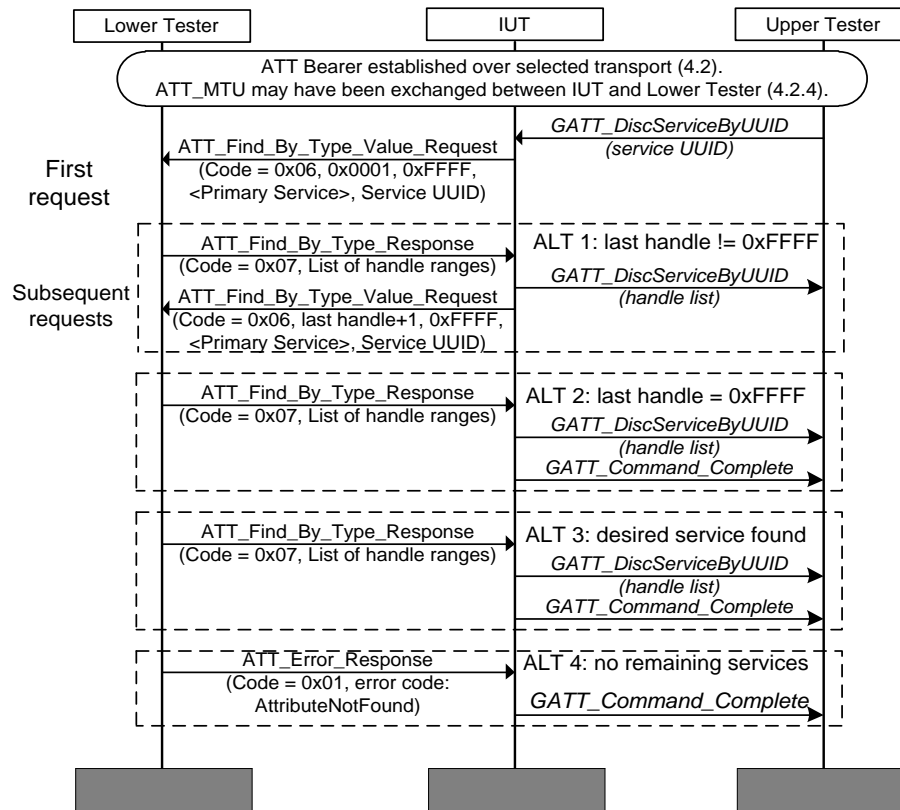 Lower Tester
IUT
Upper Tester
ATT Bearer established over selected transport (4.2).
ATT_MTU may have been exchanged between IUT and Lower Tester (4.2.4).
GATT_DiscServiceByUUID
(service UUID)
First
request
ATT_Find_By_Type_Value_Request
(Code = 0x06, 0x0001, 0xFFFF,
<Primary Service>, Service UUID)
Subsequent
requests
ATT_Find_By_Type_Response
(Code = 0x07, List of handle ranges)
ALT 1: last handle != 0xFFFF
GATT_DiscServiceByUUID
(handle list)
ATT_Find_By_Type_Value_Request
(Code = 0x06, last handle+1, 0xFFFF,
<Primary Service>, Service UUID)
ATT_Find_By_Type_Response
(Code = 0x07, List of handle ranges)
ALT 2: last handle = 0xFFFF
GATT_DiscServiceByUUID
(handle list)
GATT_Command_Complete
ATT_Find_By_Type_Response
(Code = 0x07, List of handle ranges)
ALT 3: desired service found
GATT_DiscServiceByUUID
(handle list)
GATT_Command_Complete
ATT_Error_Response
(Code = 0x01, error code:
AttributeNotFound)
ALT 4: no remaining services
GATT_Command_Complete